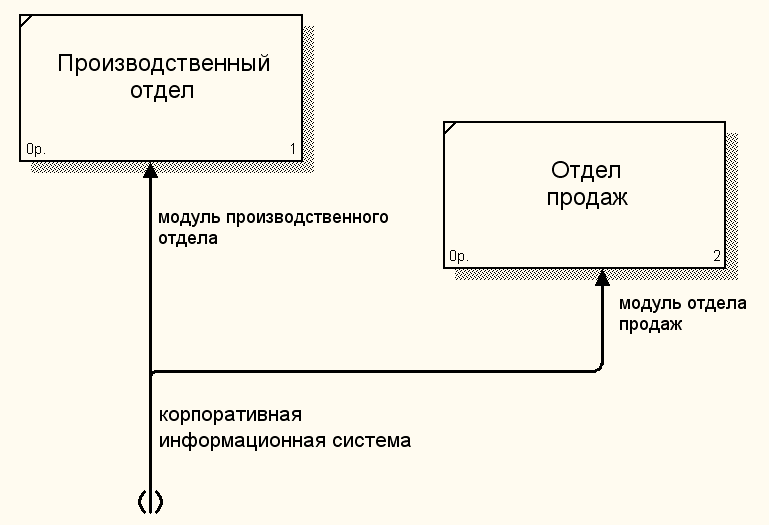 Производственный
отдел
0р.
1
Отдел
продаж
0р.
2
модуль производственного
отдела
модуль отдела
продаж
корпоративная
информационная система